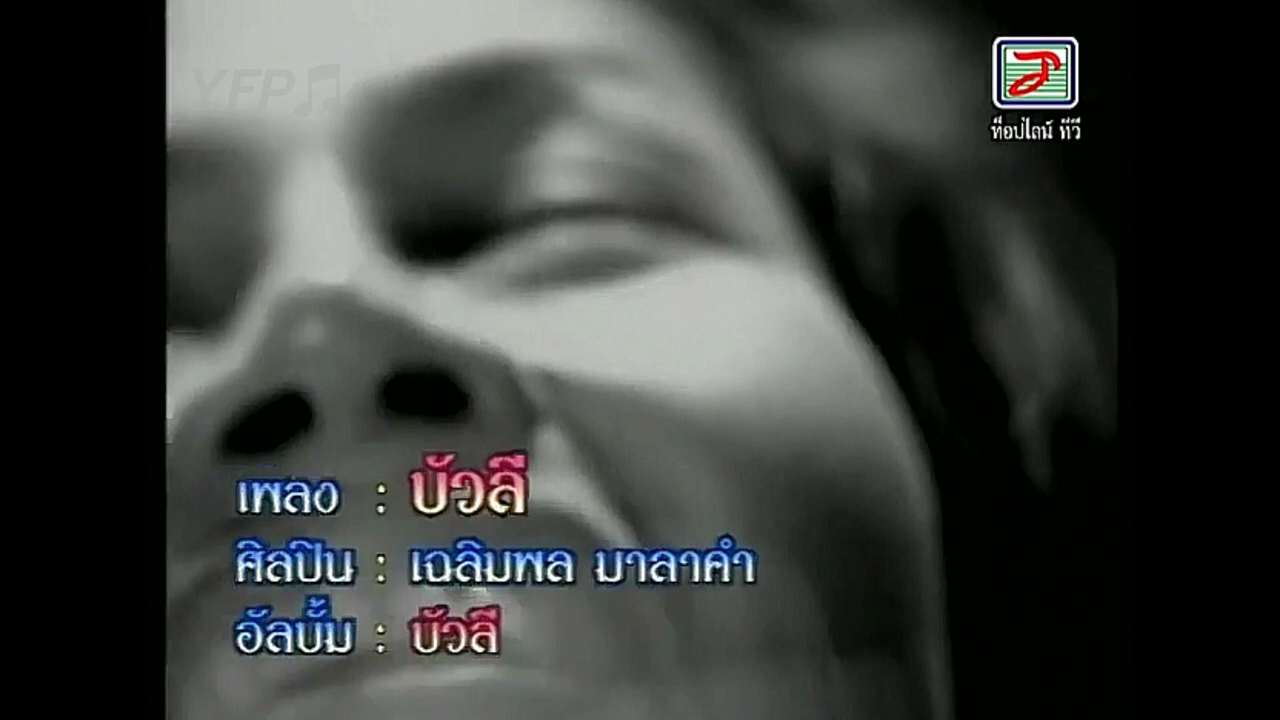 YFP
ท็อปไลน์ ทีวี
เพลง : บัวลี
ศิลปิน : เฉลิมพล มาลาคำ
อัลบั้ม : บัวลี